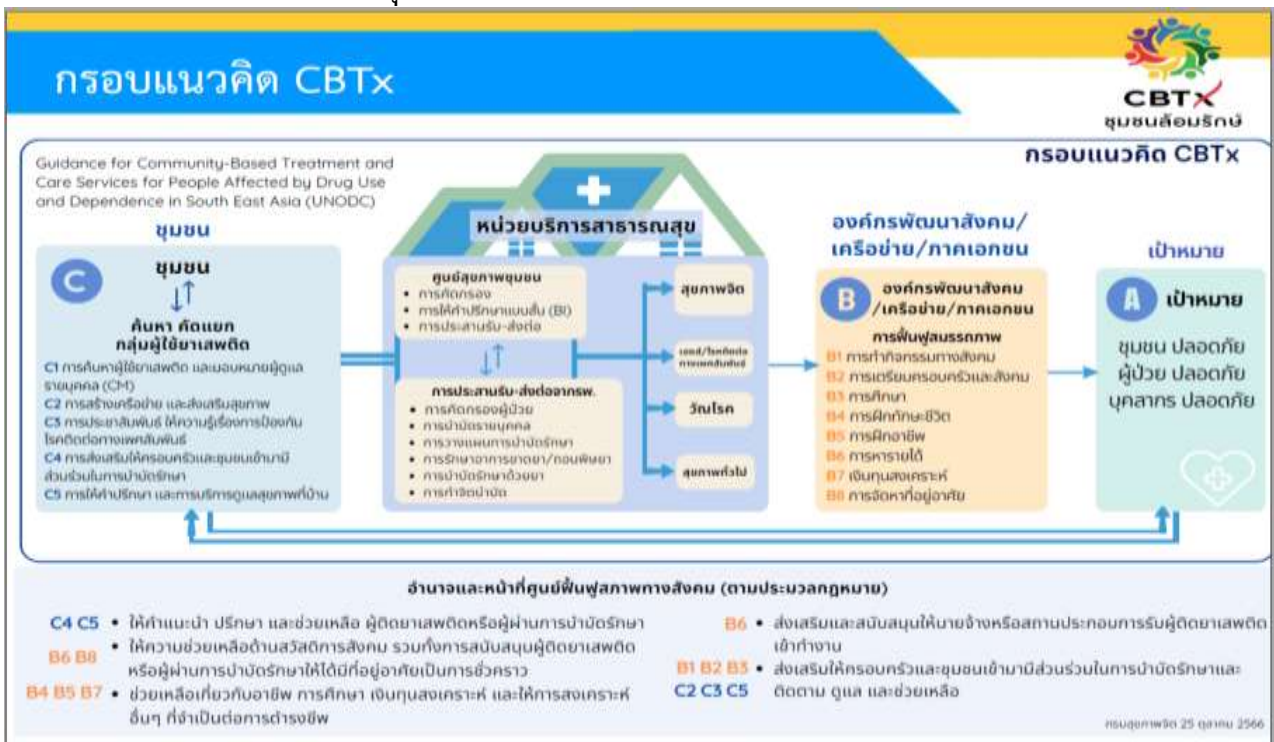 กรอบแนวคิด CBTx
CBTx
ชุมชนล้อมรักษ์
กรอบแนวคิด CBTx
Guidance for Community-Based Treatment and
Care Services for People Affected by Drug Use
and Dependence in South East Asia (UNODC)
ชุมชน
C
ชุมชน
ค้นหา คัดแยก
กลุ่มผู้ใช้ยาเสพติด
C1 การค้นหาผู้ใช้ยาเสพติด และมอบหมายผู้ดูแล
รายบุคคล (CM)
C2 การสร้างเครือข่าย และส่งเสริมสุขภาพ
C3 การประชาสัมพันธ์ ให้ความรู้เรื่องการป้องกัน
โรคติดต่อทางเพศสัมพันธ์
C4 การส่งเสริมให้ครอบครัวและชุมชนเข้ามามี
ส่วนร่วมในการบำบัดรักษา
C5 การให้คำปรึกษา และการบริการดูแลสุขภาพที่บ้าน
หน่วยบริการสาธารณสุข
ศูนย์สุขภาพชุมชน
• การคัดกรอง
• การให้คำปรึกษาแบบสั้น (BI)
• การประสานรับ-ส่งต่อ
การประสานรับ-ส่งต่อจากรพ.
• การคัดกรองผู้ป่วย
• การบำบัดรายบุคคล
• การวางแผนการบำบัดรักษา
• การรักษาอาการขาดยา/ถอนพิษยา
• การบำบัดรักษาด้วยยา
• การทำจิตบำบัด
สุขภาพจิต
เอดส์/โรคติดต่อ
ทางเพศสัมพันธ์
วัณโรค
สุขภาพทั่วไป
องค์กรพัฒนาสังคม/
เครือข่าย/ภาคเอกชน
B
องค์กรพัฒนาสังคม
/เครือข่าย/ภาคเอกชน
การฟื้นฟูสมรรถภาพ
B1 การทำกิจกรรมทางสังคม
B2 การเตรียมครอบครัวและสังคม
B3 การศึกษา
B4 การฝึกทักษะชีวิต
B5 การฝึกอาชีพ
B6 การหารายได้
B7 เงินทุนสงเคราะห์
B8 การจัดหาที่อยู่อาศัย
เป้าหมาย
A เป้าหมาย
ชุมชน ปลอดภัย
ผู้ป่วย ปลอดภัย
บุคลากร ปลอดภัย
อำนาจและหน้าที่ศูนย์ฟื้นฟูสภาพทางสังคม (ตามประมวลกฎหมาย)
C4 C5 • ให้คำแนะนำ ปรึกษา และช่วยเหลือ ผู้ติดยาเสพติดหรือผู้ผ่านการบำบัดรักษา
B6 B8 • ให้ความช่วยเหลือด้านสวัสดิการสังคม รวมทั้งการสนับสนุนผู้ติดยาเสพติด
หรือผู้ผ่านการบำบัดรักษาให้ได้มีที่อยู่อาศัยเป็นการชั่วคราว
B4 B5 B7 • ช่วยเหลือเกี่ยวกับอาชีพ การศึกษา เงินทุนสงเคราะห์ และให้การสงเคราะห์
อื่นๆ ที่จำเป็นต่อการดำรงชีพ
B6 • ส่งเสริมและสนับสนุนให้นายจ้างหรือสถานประกอบการรับผู้ติดยาเสพติด
เข้าทำงาน
B1 B2 B3 • ส่งเสริมให้ครอบครัวและชุมชนเข้ามามีส่วนร่วมในการบำบัดรักษาและ
C2 C3 C5 ติดตาม ดูแล และช่วยเหลือ
กรมสุขภาพจิต 25 ตุลาคม 2566